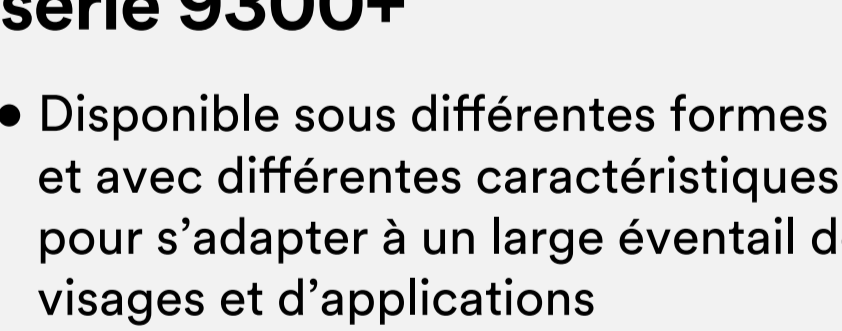 série 9300+
• Disponible sous différentes formes
et avec différentes caractéristiques
pour s’adapter à un large éventail d
visages et d’applications